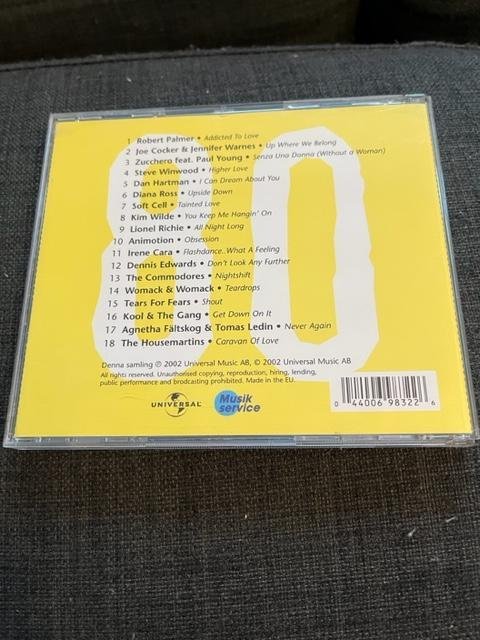 80
1 Robert Palmer • Addicted To Love
2 Joe Cocker & Jennifer Warnes • Up Where We Belong
3 Zucchero feat. Paul Young • Senza Una Donna (Without a Woman)
4 Steve Winwood • Higher Love
5 Dan Hartman • I Can Dream About You
6 Diana Ross • Upside Down
7 Soft Cell • Tainted Love
8 Kim Wilde • You Keep Me Hangin' On
9 Lionel Richie • All Night Long
10 Animotion • Obsession
11 Irene Cara • Flashdance..What A Feeling
12 Dennis Edwards • Don't Look Any Further
13 The Commodores • Nightshift
14 Womack & Womack • Teardrops
15 Tears For Fears • Shout
16 Kool & The Gang • Get Down On It
17 Agnetha Fältskog & Tomas Ledin • Never Again
18 The Housemartins • Caravan Of Love
Denna samling ℗ 2002 Universal Music AB, © 2002 Universal Music AB
All rights reserved. Unauthorised copying, reproduction, hiring, lending,
public performance and brodcasting prohibited. Made in the EU.
UNIVERSAL
Musik
service
0 44006 98322 6